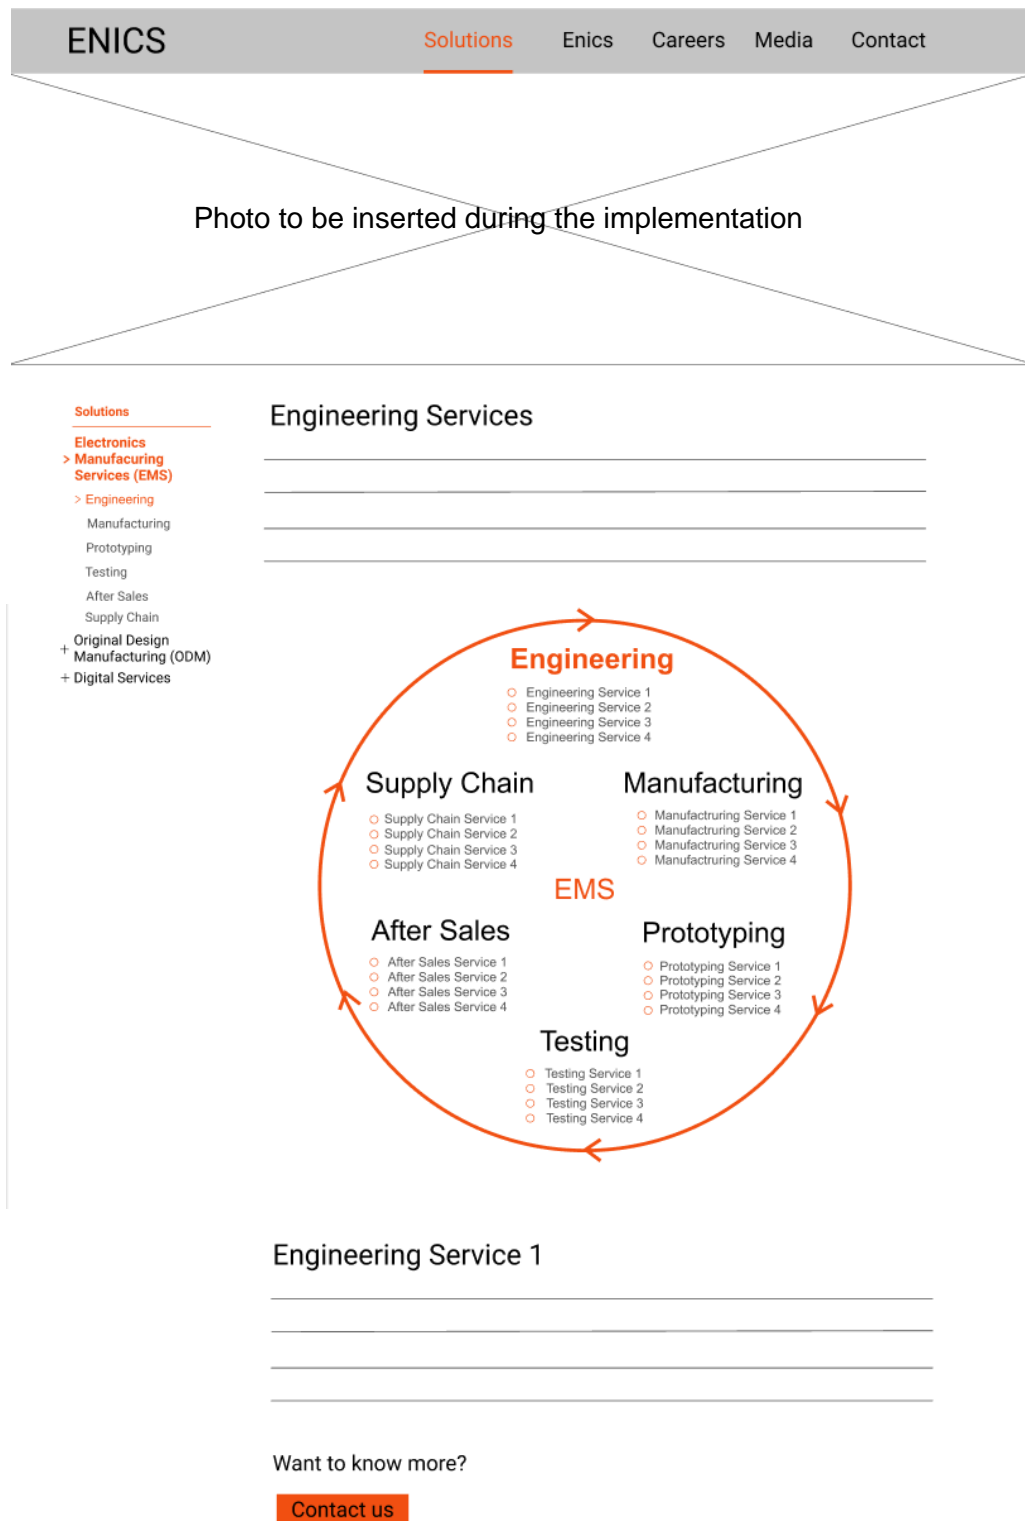 ENICS
Solutions Enics Careers Media Contact
Photo to be inserted during the implementation
Solutions
Electronics
> Manufacuring
Services (EMS)
> Engineering
Manufacturing
Prototyping
Testing
After Sales
Supply Chain
+ Original Design
Manufacturing (ODM)
+ Digital Services
Engineering Services
Engineering
Engineering Service 1
Engineering Service 2
Engineering Service 3
Engineering Service 4
Supply Chain
Supply Chain Service 1
Supply Chain Service 2
Supply Chain Service 3
Supply Chain Service 4
Manufacturing
Manufactruring Service 1
Manufactruring Service 2
Manufactruring Service 3
Manufactruring Service 4
EMS
After Sales
After Sales Service 1
After Sales Service 2
After Sales Service 3
After Sales Service 4
Prototyping
Prototyping Service 1
Prototyping Service 2
Prototyping Service 3
Prototyping Service 4
Testing
Testing Service 1
Testing Service 2
Testing Service 3
Testing Service 4
Engineering Service 1
Want to know more?
Contact us